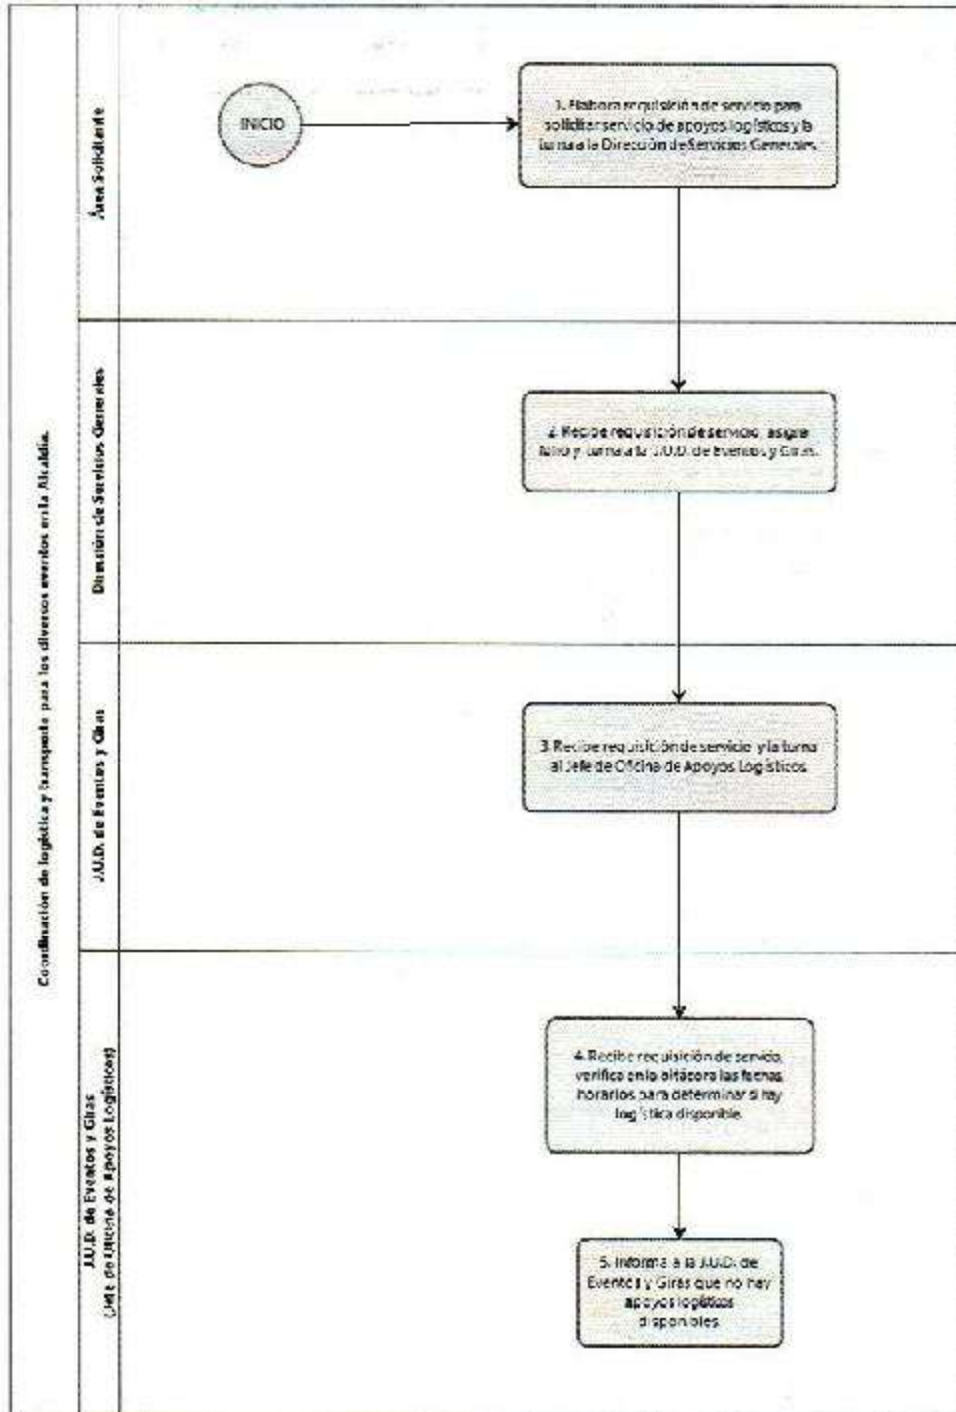 Coordinación de logística y transporte para los diversos eventos en la Alcaldía.
Área Solicitante
INICIO
1. Elabora requisición de servicio para
solicitar servicio de apoyos logísticos y la
turna a la Dirección de Servicios Generales.
Dirección de Servicios Generales
2. Recibe requisición de servicio, asigna
folio y turna a la J.U.D. de Eventos y Giras.
J.U.D. de Eventos y Giras
3. Recibe requisición de servicio y la turna
al Jefe de Oficina de Apoyos Logísticos
J.U.D. de Eventos y Giras
(Jefe de Oficina de Apoyos Logísticos)
4. Recibe requisición de servicio,
verifica en la bitácora las fechas,
horarios para determinar si hay
logística disponible.
5. Informa a la J.U.D. de
Eventos y Giras que no hay
apoyos logísticos
disponibles.